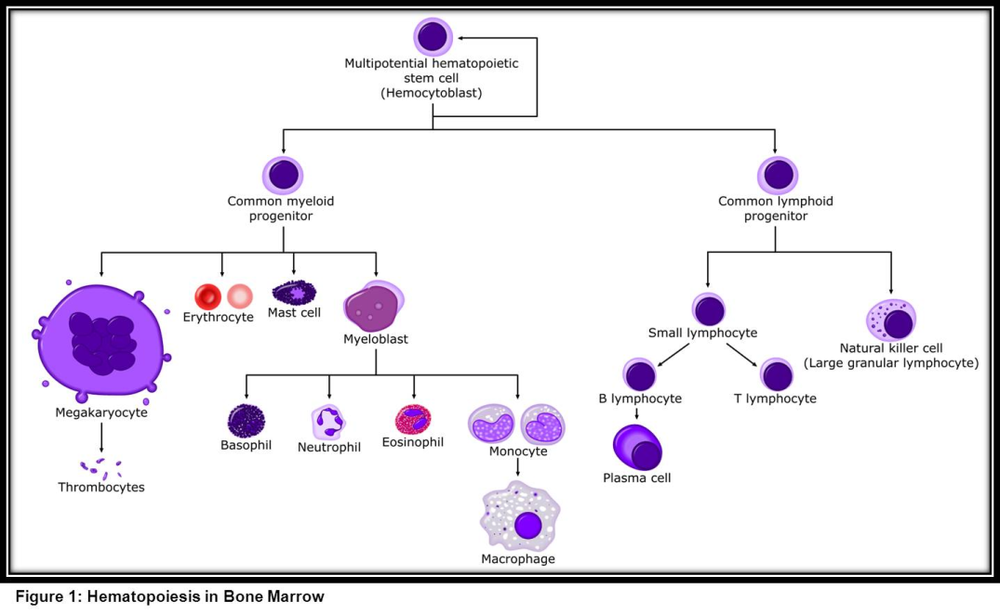 Multipotential hematopoietic
stem cell
(Hemocytoblast)
Common myeloid
progenitor
Common lymphoid
progenitor
Megakaryocyte
Thrombocytes
Erythrocyte
Mast cell
Myeloblast
Basophil
Neutrophil
Eosinophil
Monocyte
Macrophage
Small lymphocyte
Natural killer cell
(Large granular lymphocyte)
B lymphocyte
T lymphocyte
Plasma cell
Figure 1: Hematopoiesis in Bone Marrow